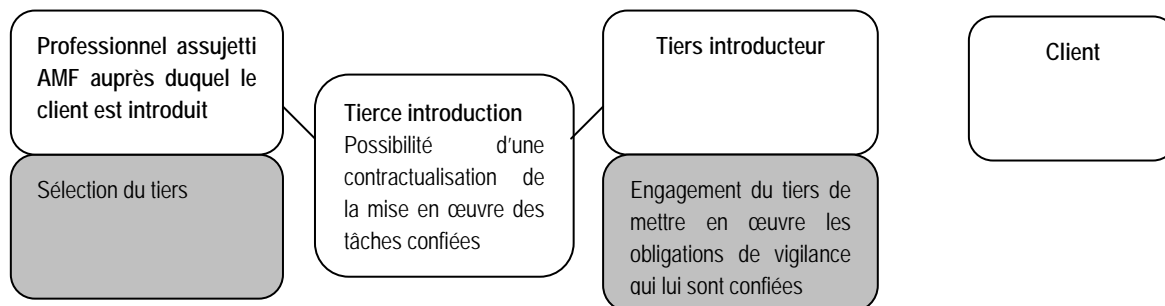 Professionnel assujetti
AMF auprès duquel le
client est introduit
Sélection du tiers
Tierce introduction
Possibilité d'une
contractualisation de
la mise en œuvre des
tâches confiées
Tiers introducteur
Engagement du tiers de
mettre en œuvre les
obligations de vigilance
qui lui sont confiées
Client